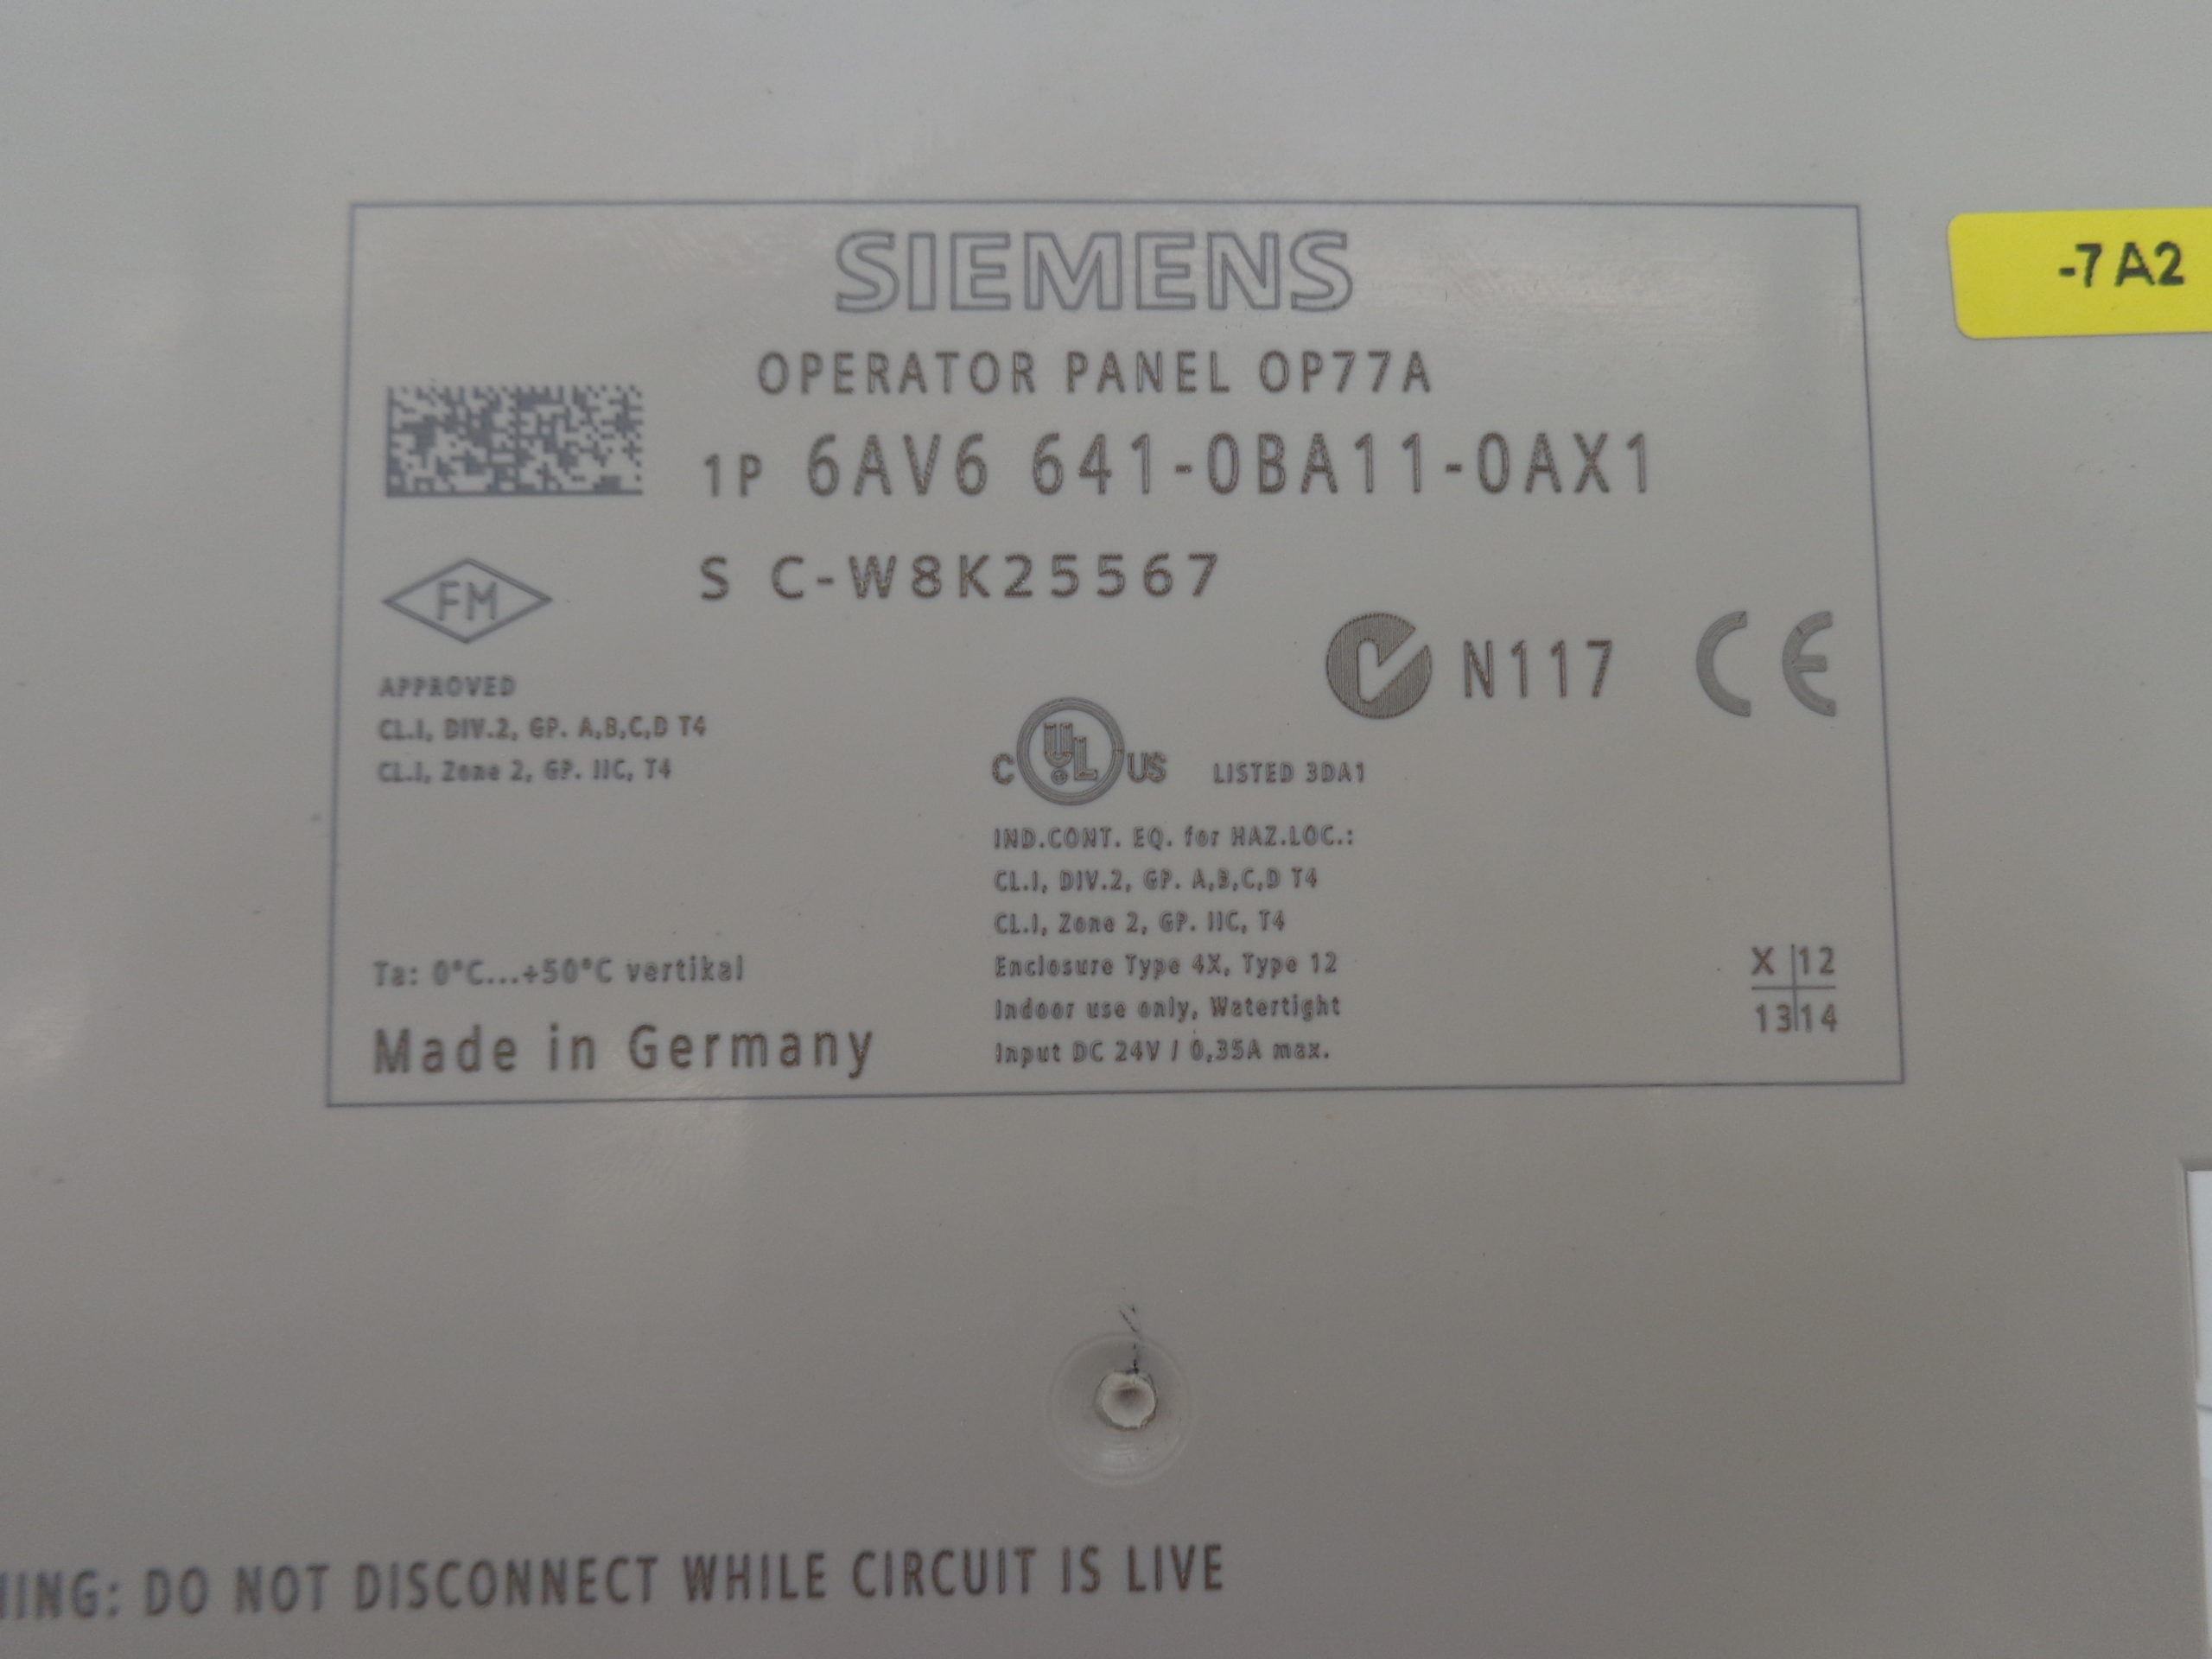 SIEMENS
-7A2
OPERATOR PANEL OP77A
1P 6AV6 641-0BA11-0AX1
S C-W8K25567
FM
N117 CE
APPROVED
CL.I, DIV.2, GP. A,B,C,D T4
CL.I, Zone 2, GP. IIC, T4
C UL US LISTED 3DA1
IND.CONT. EQ. for HAZ.LOC.:
CL.I, DIV.2, GP. A,B,C,D T4
CL.I, Zone 2, GP. IIC, T4
Enclosure Type 4X, Type 12
Indoor use only, Watertight
Input DC 24V / 0,35A max.
Ta: 0°C...+50°C vertikal
Made in Germany
X 12
13 14
NING: DO NOT DISCONNECT WHILE CIRCUIT IS LIVE